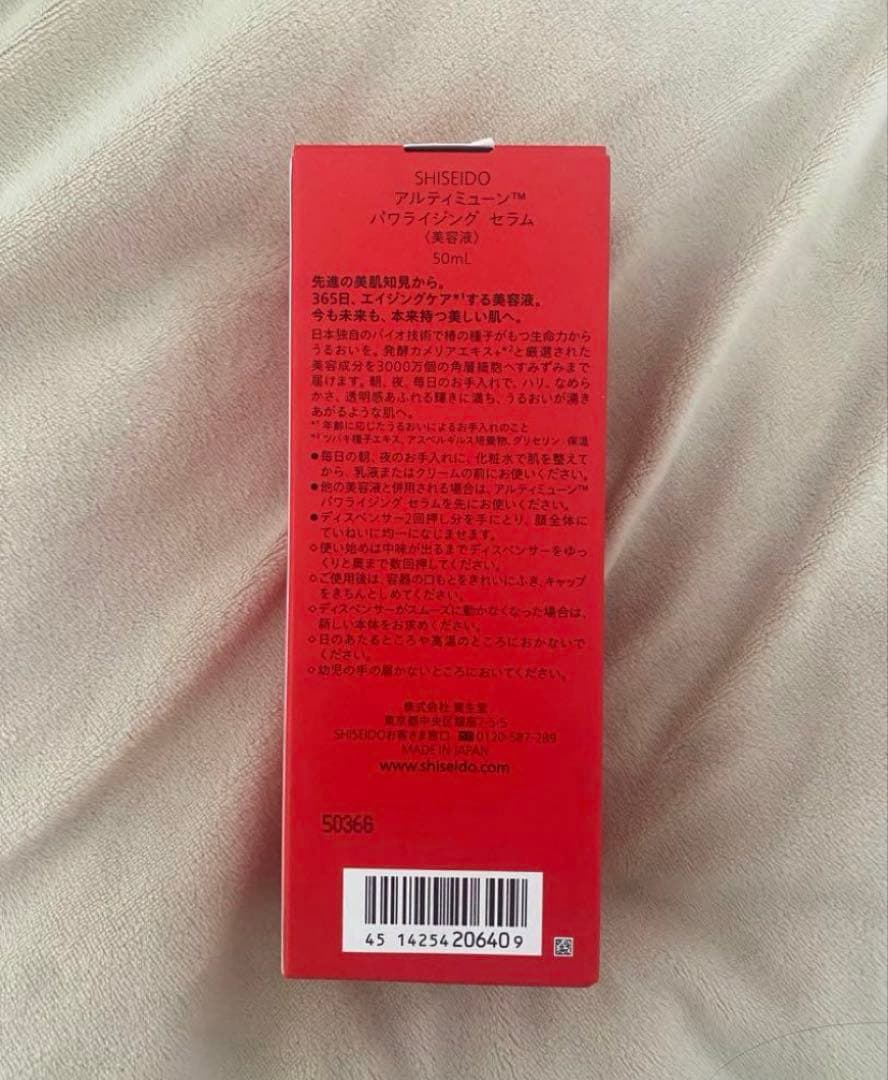 SHISEIDO
アルティミューン™
パワライジング セラム
〈美容液〉
50mL
先進の美肌知見から。
365日、エイジングケア*¹する美容液。
今も未来も、本来持つ美しい肌へ。
日本独自のバイオ技術で椿の種子がもつ生命力から
うるおいを。発酵カメリアエキス+*²と厳選された
美容成分を3000万個の角層細胞へすみずみまで
届けます。朝、夜、毎日のお手入れで、ハリ、なめら
かさ、透明感あふれる輝きに満ち、うるおいが湧き
あがるような肌へ。
*¹ 年齢に応じたうるおいによるお手入れのこと
*² ツバキ種子エキス、アスペルギルス培養物、グリセリン 保湿
●毎日の朝、夜のお手入れに、化粧水で肌を整えて
から、乳液またはクリームの前にお使いください。
●他の美容液と併用される場合は、アルティミューン™
パワライジング セラムを先にお使いください。
●ディスペンサー2回押し分を手にとり、顔全体に
ていねいに均一になじませます。
○使い始めは中味が出るまでディスペンサーをゆっ
くりと奥まで数回押してください。
○ご使用後は、容器の口もとをきれいにふき、キャップ
をきちんとしめてください。
○ディスペンサーがスムーズに動かなくなった場合は、
新しい本体をお求めください。
○日のあたるところや高温のところにおかないで
ください。
○幼児の手の届かないところにおいてください。
株式会社 資生堂
東京都中央区銀座7-5-5
SHISEIDOお客さま窓口 0120-587-289
MADE IN JAPAN
www.shiseido.com
50366
45 14254 20640 9